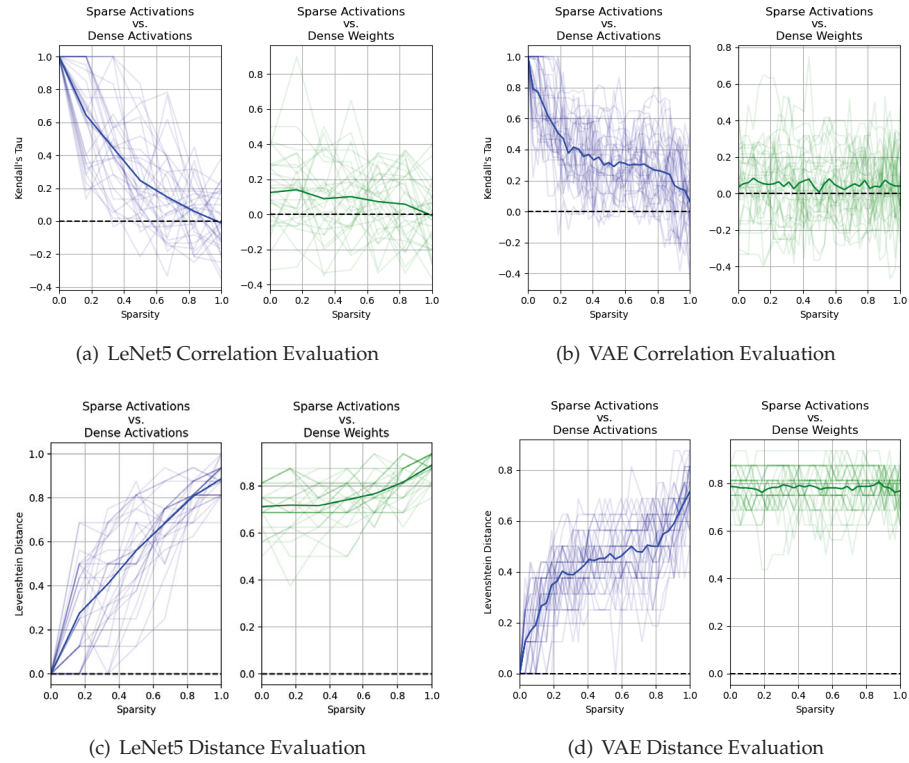 Sparse Activations
vs.
Dense Activations
Sparse Activations
vs.
Dense Weights
Kendall's Tau
1.0
0.8
0.6
0.4
0.2
0.0
−0.2
−0.4
0.0 0.2 0.4 0.6 0.8 1.0
Sparsity
0.8
0.6
0.4
0.2
0.0
−0.2
−0.4
0.0 0.2 0.4 0.6 0.8 1.0
Sparsity
(a) LeNet5 Correlation Evaluation
Sparse Activations
vs.
Dense Activations
Sparse Activations
vs.
Dense Weights
Kendall's Tau
1.0
0.8
0.6
0.4
0.2
0.0
−0.2
−0.4
0.0 0.2 0.4 0.6 0.8 1.0
Sparsity
0.8
0.6
0.4
0.2
0.0
−0.2
−0.4
0.0 0.2 0.4 0.6 0.8 1.0
Sparsity
(b) VAE Correlation Evaluation
Sparse Activations
vs.
Dense Activations
Sparse Activations
vs.
Dense Weights
Levenshtein Distance
1.0
0.8
0.6
0.4
0.2
0.0
0.0 0.2 0.4 0.6 0.8 1.0
Sparsity
0.8
0.6
0.4
0.2
0.0
0.0 0.2 0.4 0.6 0.8 1.0
Sparsity
(c) LeNet5 Distance Evaluation
Sparse Activations
vs.
Dense Activations
Sparse Activations
vs.
Dense Weights
Levenshtein Distance
0.8
0.6
0.4
0.2
0.0
0.0 0.2 0.4 0.6 0.8 1.0
Sparsity
0.8
0.6
0.4
0.2
0.0
0.0 0.2 0.4 0.6 0.8 1.0
Sparsity
(d) VAE Distance Evaluation